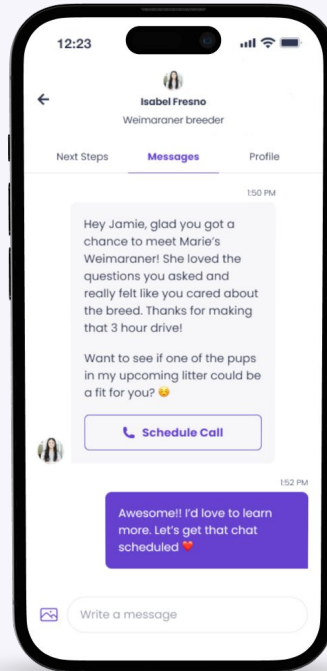 12:23
Isabel Fresno
Weimaraner breeder
Next Steps Messages Profile
1:50 PM
Hey Jamie, glad you got a
chance to meet Marie's
Weimaraner! She loved the
questions you asked and
really felt like you cared about
the breed. Thanks for making
that 3 hour drive!
Want to see if one of the pups
in my upcoming litter could be
a fit for you? ☺️
Schedule Call
1:52 PM
Awesome!! I'd love to learn
more. Let's get that chat
scheduled ❤️
Write a message